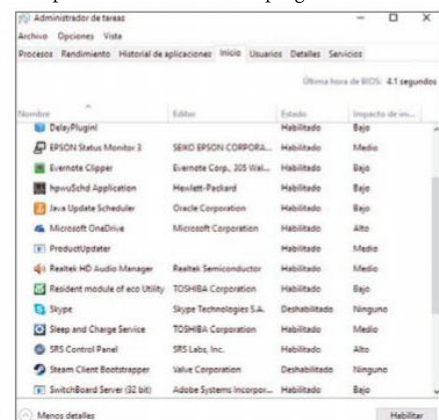 Administrador de tareas
Archivo Opciones Vista
Procesos Rendimiento Historial de aplicaciones Inicio Usuarios Detalles Servicios
Última hora de BIOS: 4.1 segundos
Nombre Editor Estado Impacto de ini...
DelayPluginI Habilitado Bajo
EPSON Status Monitor 3 SEIKO EPSON CORPORA... Habilitado Medio
Evernote Clipper Evernote Corp., 305 Wal... Habilitado Bajo
hpwuSchd Application Hewlett-Packard Habilitado Bajo
Java Update Scheduler Oracle Corporation Habilitado Bajo
Microsoft OneDrive Microsoft Corporation Habilitado Alto
ProductUpdater Habilitado Medio
Realtek HD Audio Manager Realtek Semiconductor Habilitado Medio
Resident module of eco Utility TOSHIBA Corporation Habilitado Bajo
Skype Skype Technologies S.A. Deshabilitado Ninguno
Sleep and Charge Service TOSHIBA Corporation Habilitado Medio
SRS Control Panel SRS Labs, Inc. Habilitado Alto
Steam Client Bootstrapper Valve Corporation Deshabilitado Ninguno
SwitchBoard Server (32 bit) Adobe Systems Incorpor... Habilitado Bajo
Menos detalles Habilitar